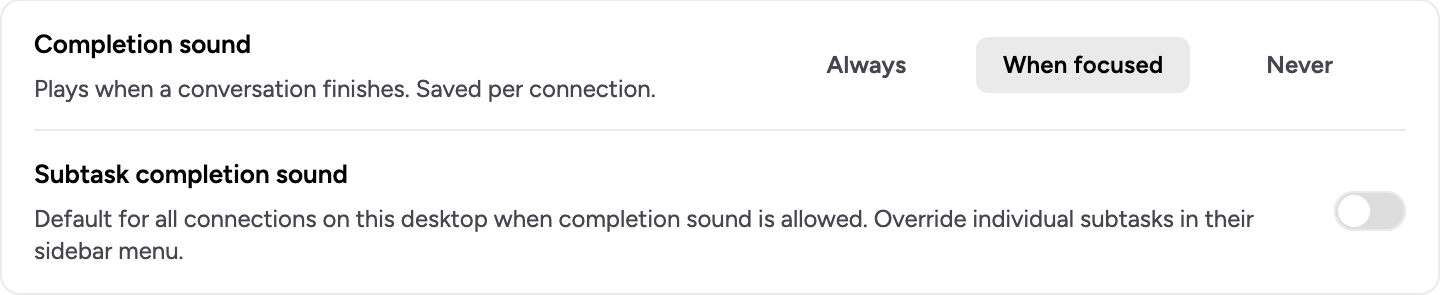 Completion sound
Plays when a conversation finishes. Saved per connection.
Always
When focused
Never
Subtask completion sound
Default for all connections on this desktop when completion sound is allowed. Override individual subtasks in their
sidebar menu.